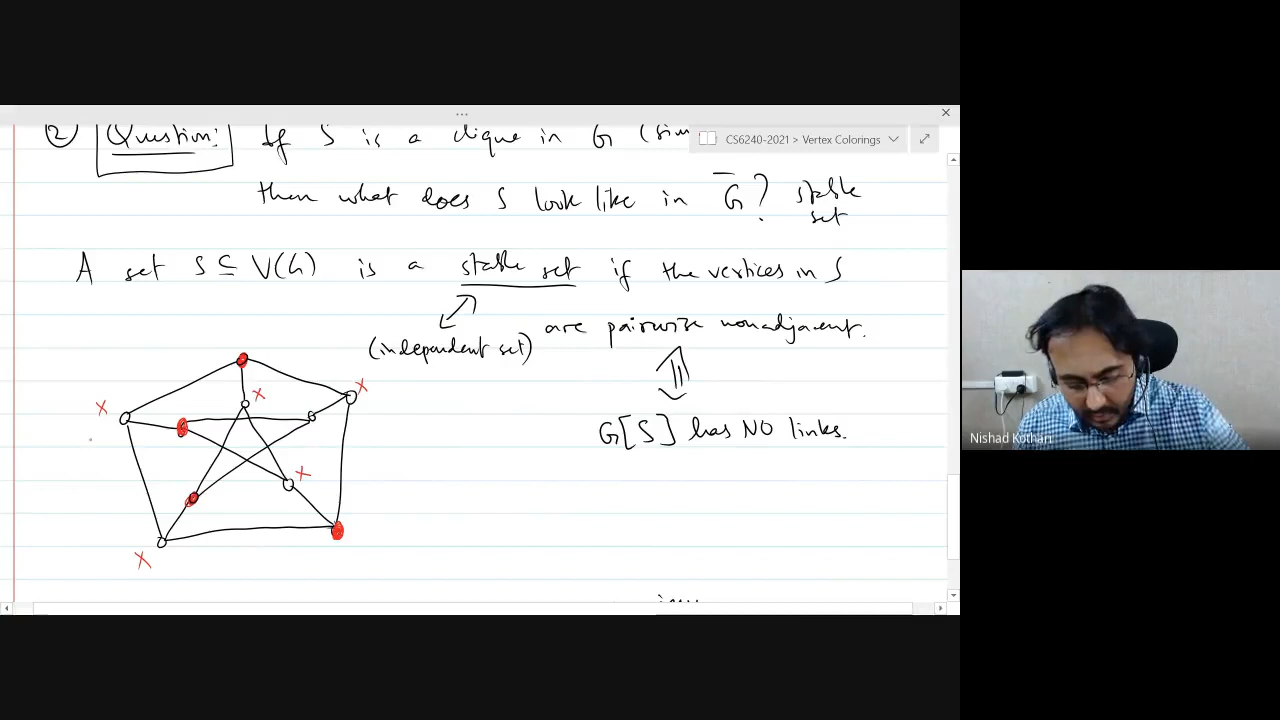 ② Question: If S is a clique in G (sim
CS6240-2021 > Vertex Colorings
then what does S look like in G̅? stable set
A set S ⊆ V(G) is a stable set if the vertices in S
(independent set) are pairwise nonadjacent.
G[S] has NO links.
x
x
x
x
x
Nishad Kothari